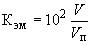 Кэм = 10² V/Vп